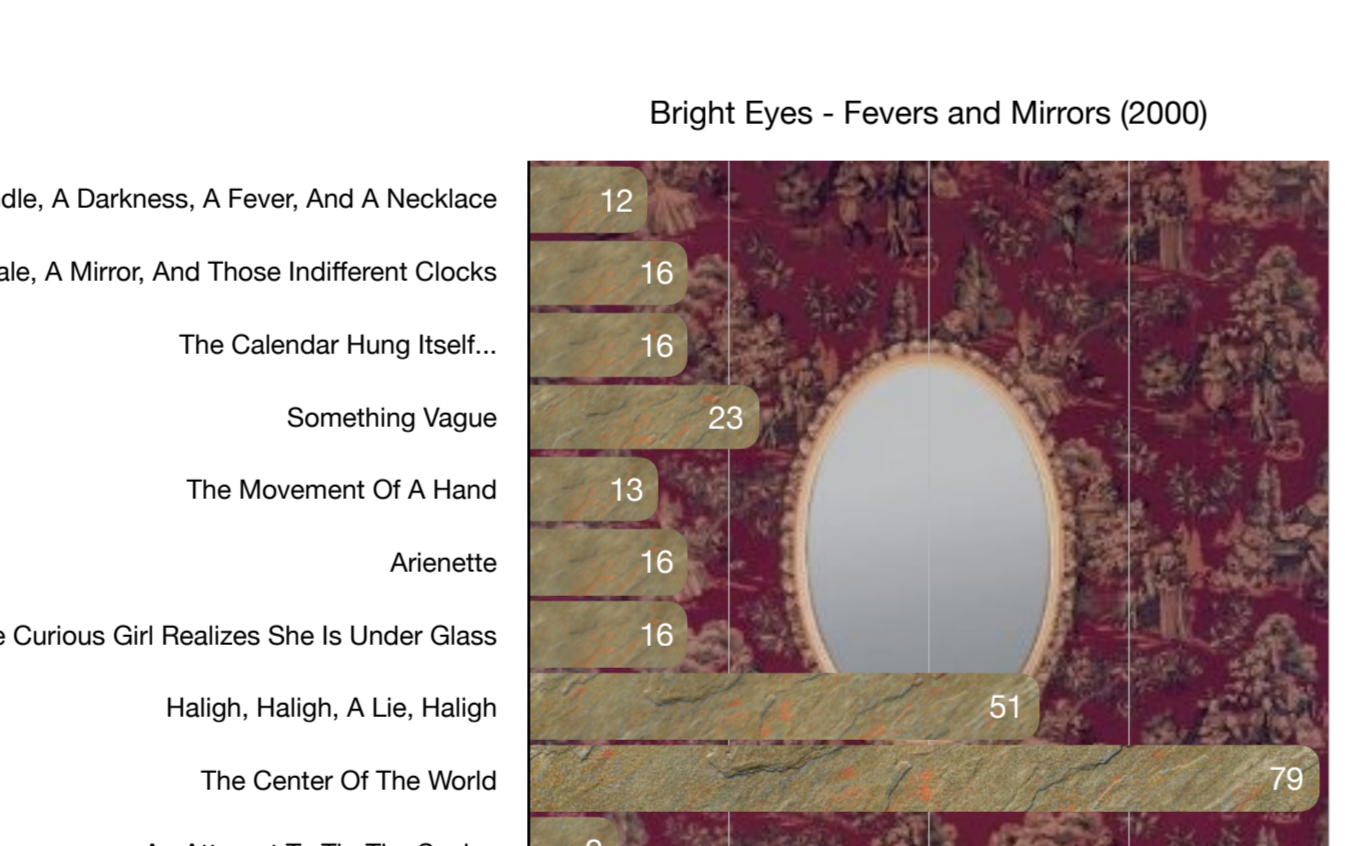 Bright Eyes - Fevers and Mirrors (2000)
dle, A Darkness, A Fever, And A Necklace 12
ale, A Mirror, And Those Indifferent Clocks 16
The Calendar Hung Itself... 16
Something Vague 23
The Movement Of A Hand 13
Arienette 16
e Curious Girl Realizes She Is Under Glass 16
Haligh, Haligh, A Lie, Haligh 51
The Center Of The World 79